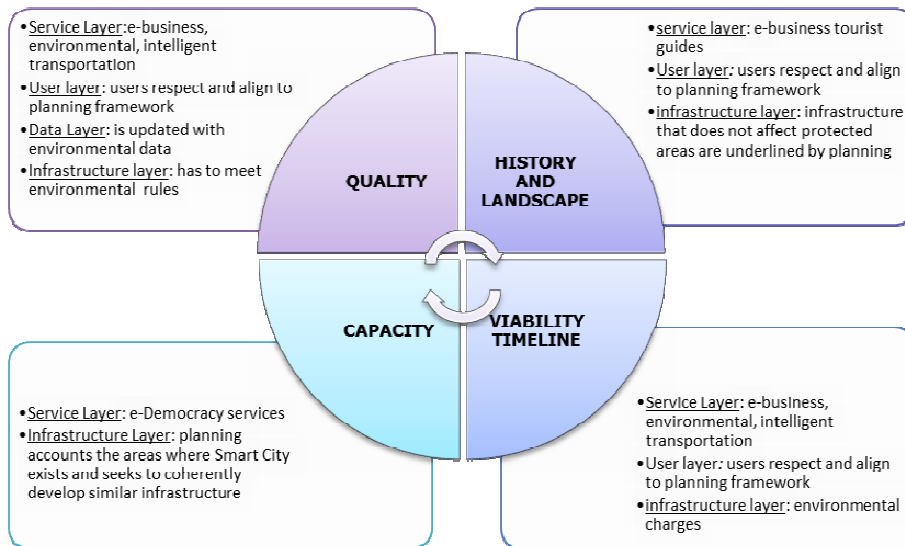 •Service Layer:e-business,
environmental, intelligent
transportation
•User layer: users respect and align to
planning framework
•Data Layer: is updated with
environmental data
•Infrastructure layer: has to meet
environmental rules
•service layer: e-business tourist
guides
•User layer: users respect and align
to planning framework
•infrastructure layer: infrastructure
that does not affect protected
areas are underlined by planning
QUALITY
HISTORY
AND
LANDSCAPE
CAPACITY
VIABILITY
TIMELINE
•Service Layer: e-Democracy services
•Infrastructure Layer: planning
accounts the areas where Smart City
exists and seeks to coherently
develop similar infrastructure
•Service Layer: e-business,
environmental, intelligent
transportation
•User layer: users respect and align
to planning framework
•infrastructure layer: environmental
charges